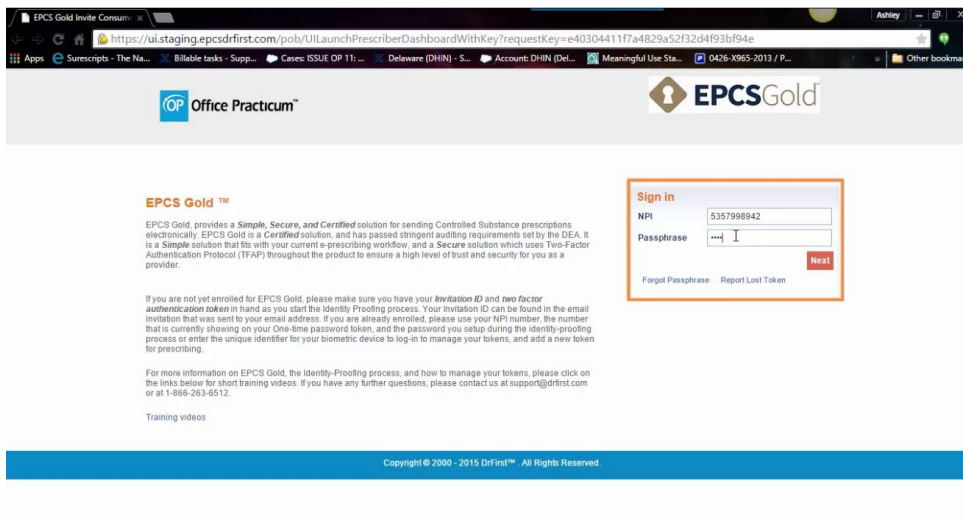 EPCS Gold Invite Consum
Ashley
https://ui.staging.epcsdrfirst.com/pob/UILaunchPrescriberDashboardWithKey?requestKey=e40304411f7a4829a52f32d4f93bf94e
Apps Surescripts - The Na... Billable tasks - Supp... Cases: ISSUE OP 11: ... Delaware (DHIN) - S... Account: DHIN (Del... Meaningful Use Sta... 0426-X965-2013 / P... » Other bookma
OP Office Practicum™
EPCSGold
EPCS Gold ™
EPCS Gold, provides a Simple, Secure, and Certified solution for sending Controlled Substance prescriptions
electronically. EPCS Gold is a Certified solution, and has passed stringent auditing requirements set by the DEA. It
is a Simple solution that fits with your current e-prescribing workflow, and a Secure solution which uses Two-Factor
Authentication Protocol (TFAP) throughout the product to ensure a high level of trust and security for you as a
provider.
If you are not yet enrolled for EPCS Gold, please make sure you have your Invitation ID and two factor
authentication token in hand as you start the Identity Proofing process. Your Invitation ID can be found in the email
invitation that was sent to your email address. If you are already enrolled, please use your NPI number, the number
that is currently showing on your One-time password token, and the password you setup during the identity-proofing
process or enter the unique identifier for your biometric device to log-in to manage your tokens, and add a new token
for prescribing.
For more information on EPCS Gold, the Identity-Proofing process, and how to manage your tokens, please click on
the links below for short training videos. If you have any further questions, please contact us at support@drfirst.com
or at 1-866-263-6512.
Training videos
Sign in
NPI 5357998942
Passphrase ····
Next
Forgot Passphrase | Report Lost Token
Copyright © 2000 - 2015 DrFirst™ . All Rights Reserved.